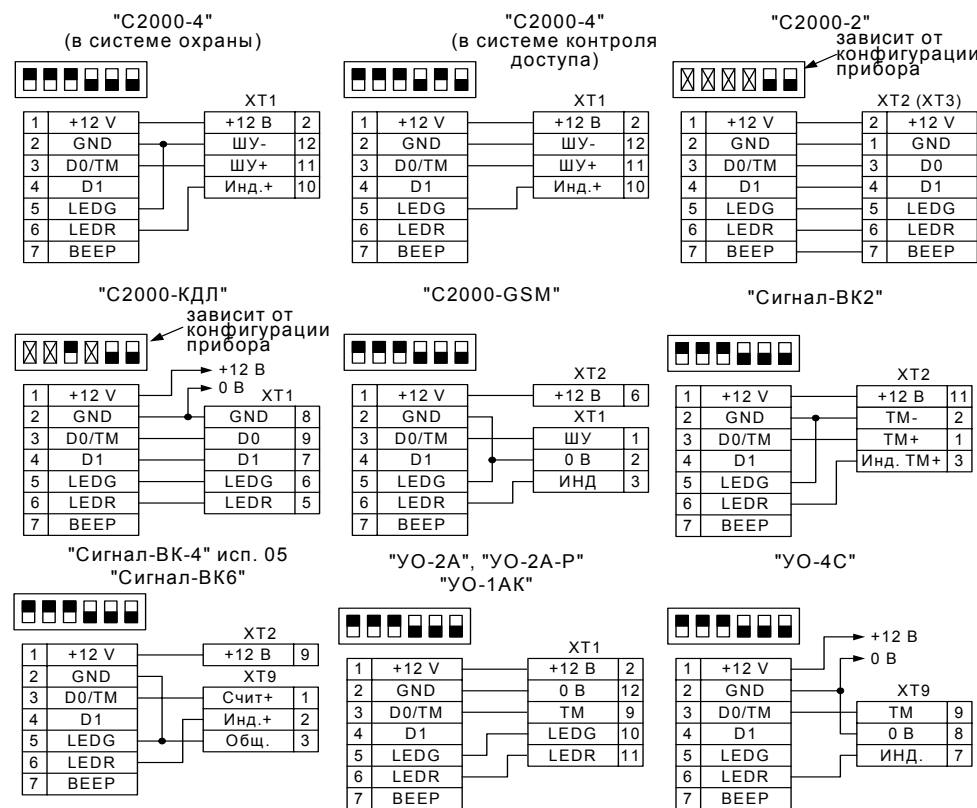 "С2000-4"
(в системе охраны)
XT1
1 +12 V +12 В 2
2 GND ШУ- 12
3 D0/TM ШУ+ 11
4 D1 Инд.+ 10
5 LEDG
6 LEDR
7 BEEP
"С2000-4"
(в системе контроля
доступа)
XT1
1 +12 V +12 В 2
2 GND ШУ- 12
3 D0/TM ШУ+ 11
4 D1 Инд.+ 10
5 LEDG
6 LEDR
7 BEEP
"С2000-2"
зависит от
конфигурации
прибора
XT2 (XT3)
1 +12 V 2 +12 V
2 GND 1 GND
3 D0/TM 3 D0
4 D1 4 D1
5 LEDG 5 LEDG
6 LEDR 6 LEDR
7 BEEP 7 BEEP
"С2000-КДЛ"
зависит от
конфигурации
прибора
+12 В
0 В
XT1
1 +12 V
2 GND GND 8
3 D0/TM D0 9
4 D1 D1 7
5 LEDG LEDG 6
6 LEDR LEDR 5
7 BEEP
"С2000-GSM"
XT2
1 +12 V +12 В 6
2 GND XT1
3 D0/TM ШУ 1
4 D1 0 В 2
5 LEDG ИНД 3
6 LEDR
7 BEEP
"Сигнал-ВК2"
XT2
1 +12 V +12 В 11
2 GND ТМ- 2
3 D0/TM ТМ+ 1
4 D1 Инд. ТМ+ 3
5 LEDG
6 LEDR
7 BEEP
"Сигнал-ВК-4" исп. 05
"Сигнал-ВК6"
XT2
1 +12 V +12 В 9
2 GND XT9
3 D0/TM Счит+ 1
4 D1 Инд.+ 2
5 LEDG Общ. 3
6 LEDR
7 BEEP
"УО-2А", "УО-2А-Р"
"УО-1АК"
XT1
1 +12 V +12 В 2
2 GND 0 В 12
3 D0/TM ТМ 9
4 D1 LEDG 10
5 LEDG LEDR 11
6 LEDR
7 BEEP
"УО-4С"
+12 В
0 В
1 +12 V
2 GND XT9
3 D0/TM ТМ 9
4 D1 0 В 8
5 LEDG ИНД. 7
6 LEDR
7 BEEP